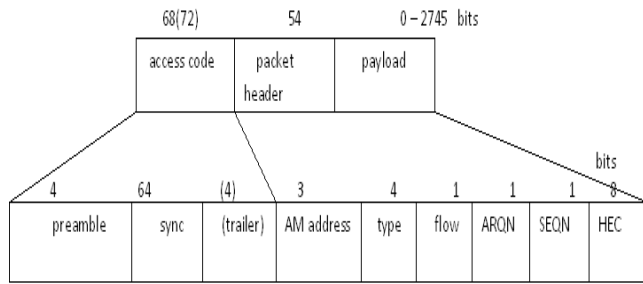 68(72) 54 0 – 2745 bits
access code packet header payload
bits
4 64 (4) 3 4 1 1 1 8
preamble sync (trailer) AM address type flow ARQN SEQN HEC